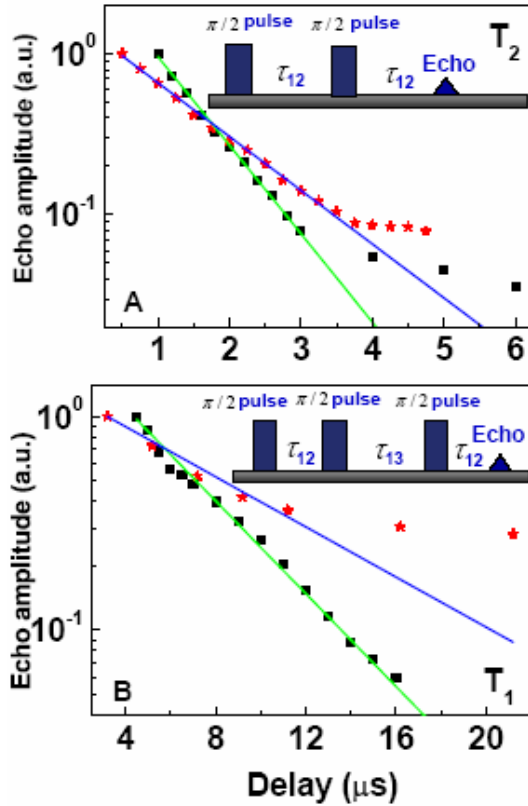 π/2 pulse π/2 pulse T2
τ12 τ12 Echo
Echo amplitude (a.u.)
10^0
10^-1
A
1 2 3 4 5 6
π/2 pulse π/2 pulse π/2 pulse
τ12 τ13 τ12 Echo
Echo amplitude (a.u.)
10^0
10^-1
B T1
4 8 12 16 20
Delay (μs)